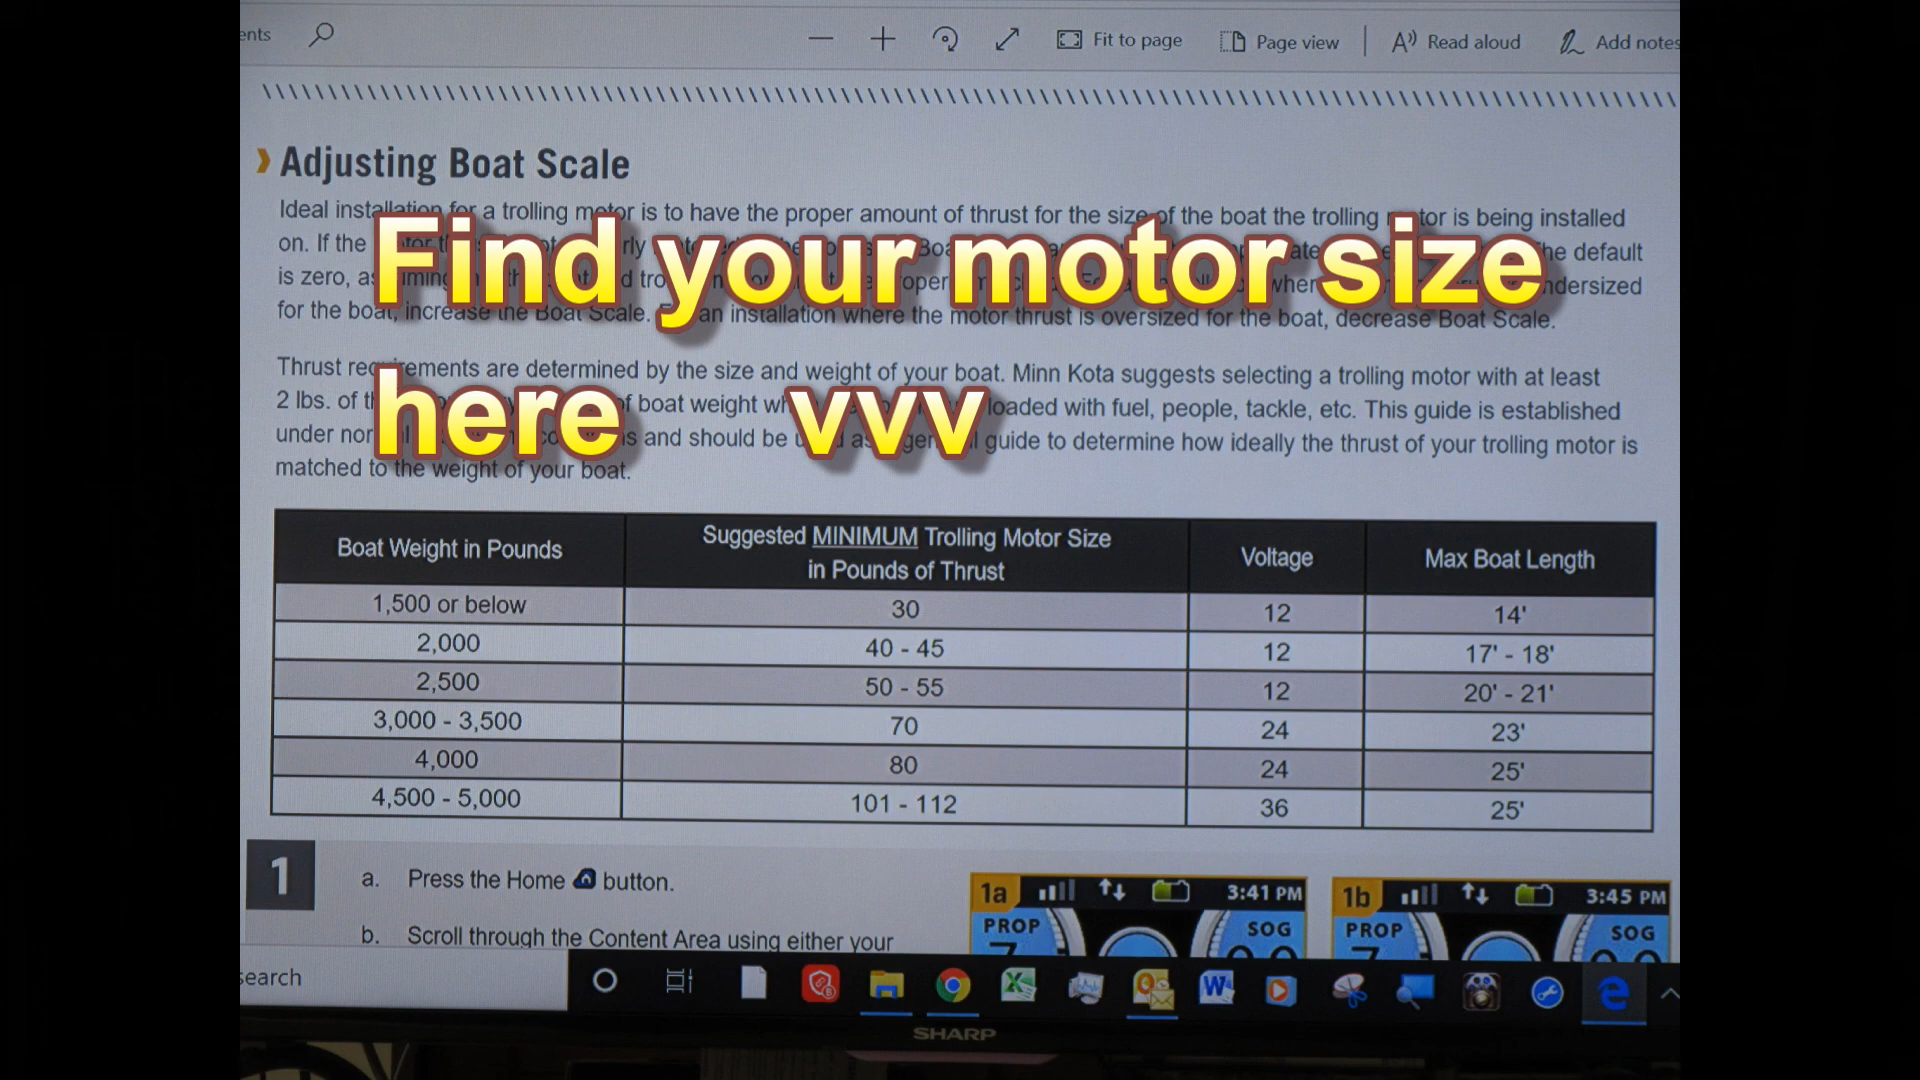 ents
Fit to page
Page view
Read aloud
Add notes
Adjusting Boat Scale
Ideal installation for a trolling motor is to have the proper amount of thrust for the size of the boat the trolling motor is being installed
on. If the
he default
is zero,
ndersized
for the boat, increase the Boat Scale. an installation where the motor thrust is oversized for the boat, decrease Boat Scale.
Find your motor size
Thrust requirements are determined by the size and weight of your boat. Minn Kota suggests selecting a trolling motor with at least
2 lbs. of boat weight loaded with fuel, people, tackle, etc. This guide is established
under and should be guide to determine how ideally the thrust of your trolling motor is
matched to the weight of your boat.
here vvv
Boat Weight in Pounds
Suggested MINIMUM Trolling Motor Size
in Pounds of Thrust
Voltage
Max Boat Length
1,500 or below 30 12 14'
2,000 40 - 45 12 17' - 18'
2,500 50 - 55 12 20' - 21'
3,000 - 3,500 70 24 23'
4,000 80 24 25'
4,500 - 5,000 101 - 112 36 25'
1
a. Press the Home button.
b. Scroll through the Content Area using either your
1a
3:41 PM
PROP
SOG
1b
3:45 PM
PROP
SOG
search
SHARP